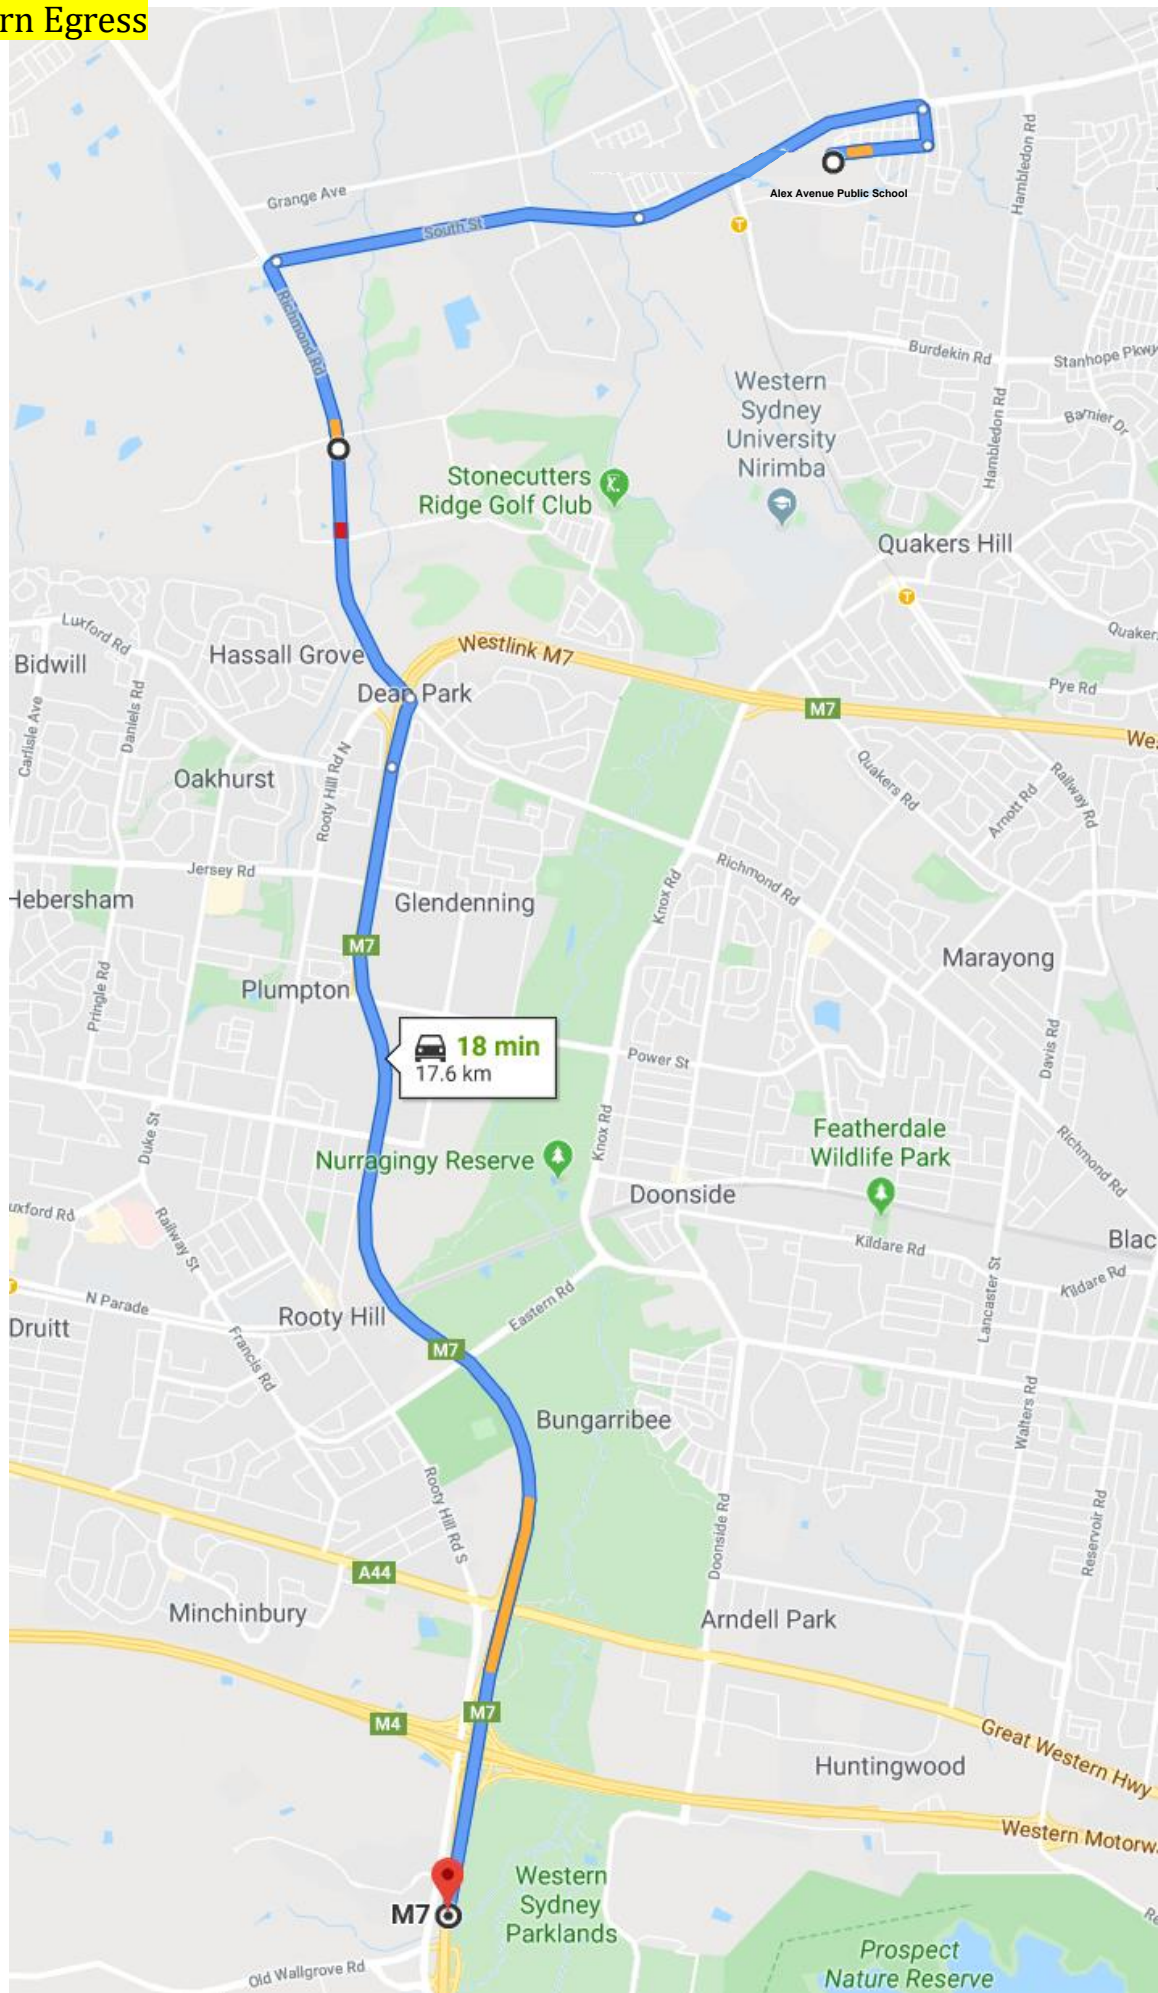 rn Egress
Hambledon Rd
Alex Avenue Public School
Grange Ave
South St
Richmond Rd
Burdekin Rd
Stanhope Pkwy
Western
Sydney
University
Nirimba
Hambledon Rd
Barnier Dr
Stonecutters
Ridge Golf Club
Quakers Hill
Luxford Rd
Quaker
Westlink M7
Hassall Grove
Bidwill
Dean Park
Pye Rd
M7
Wes
Carlisle Ave
Daniels Rd
Rooty Hill Rd N
Oakhurst
Quakers Rd
Railway Rd
Arnott Rd
Jersey Rd
Richmond Rd
Knox Rd
Hebersham
Glendenning
M7
Marayong
Pringle Rd
Plumpton
18 min
17.6 km
Power St
Davis Rd
Duke St
Knox Rd
Featherdale
Wildlife Park
Nurragingy Reserve
Richmond Rd
Doonside
uxford Rd
Railway St
Kildare Rd
Blac
Kildare Rd
Lancaster St
N Parade
Eastern Rd
Rooty Hill
Druitt
Francis Rd
M7
Walters Rd
Bungarribee
Rooty Hill Rd S
Doonside Rd
Reservoir Rd
A44
Minchinbury
Arndell Park
M7
M4
Great Western Hwy
Huntingwood
Western Motorw
Western
Sydney
Parklands
M7
Re
Prospect
Nature Reserve
Old Wallgrove Rd